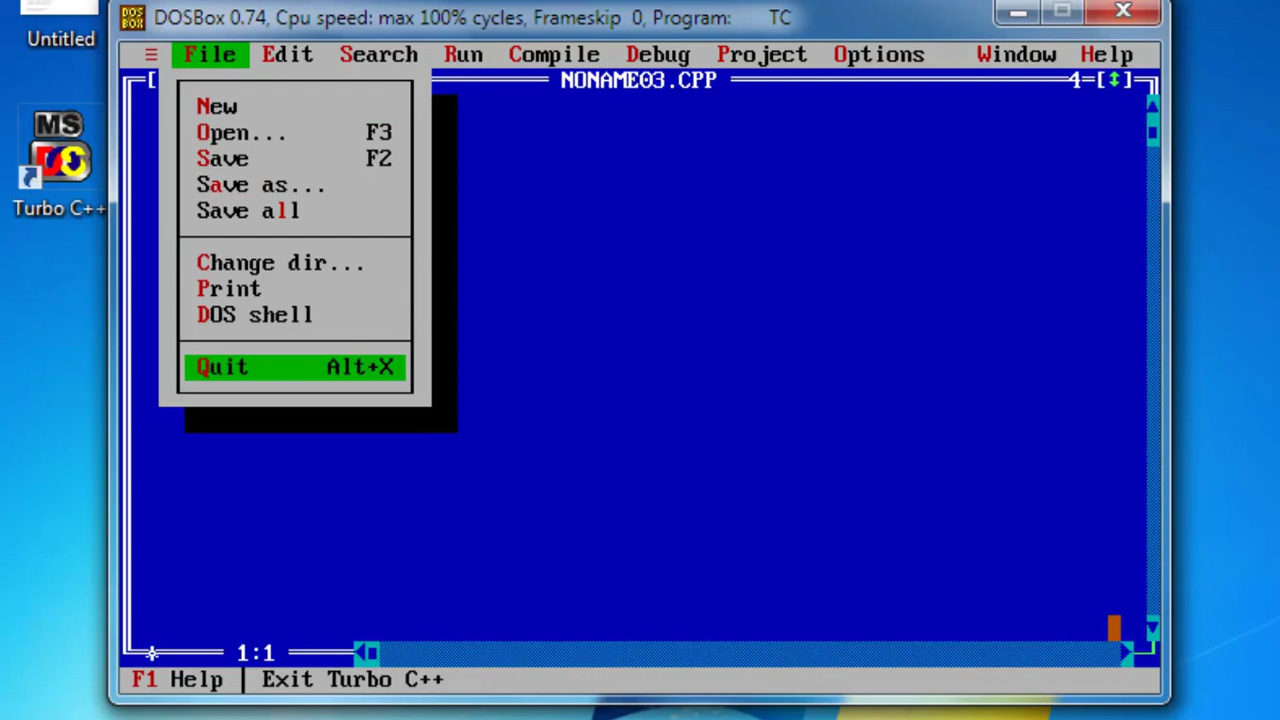 Untitled
DOSBox 0.74, Cpu speed: max 100% cycles, Frameskip 0, Program: TC
≡ File Edit Search Run Compile Debug Project Options Window Help
[ NONAME03.CPP 4=[↕]
New
Open... F3
Save F2
Save as...
Save all
Change dir...
Print
DOS shell
Quit Alt+X
MS
DOS
BOX
Turbo C++
1:1
F1 Help | Exit Turbo C++